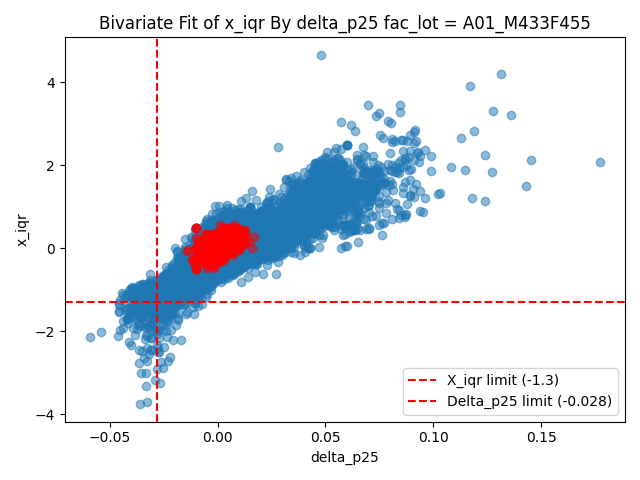 Bivariate Fit of x_iqr By delta_p25 fac_lot = A01_M433F455
4
2
0
−2
−4
x_iqr
X_iqr limit (-1.3)
Delta_p25 limit (-0.028)
−0.05
0.00
0.05
0.10
0.15
delta_p25